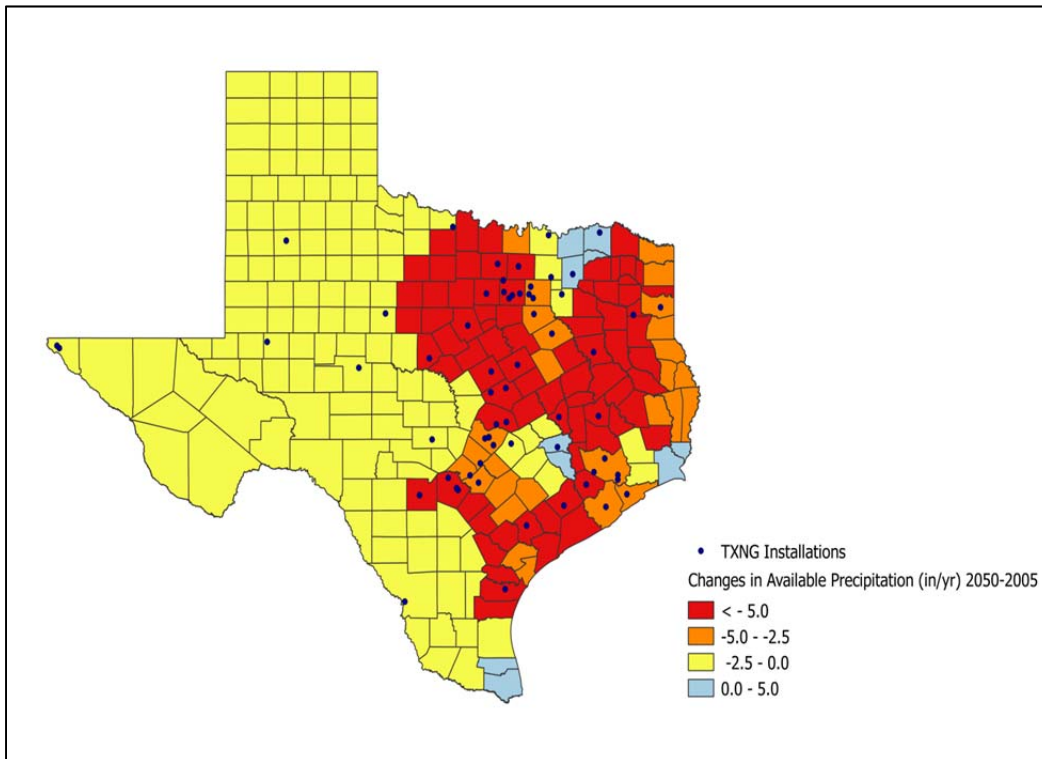 TXNG Installations
Changes in Available Precipitation (in/yr) 2050-2005
< - 5.0
-5.0 - -2.5
-2.5 - 0.0
0.0 - 5.0